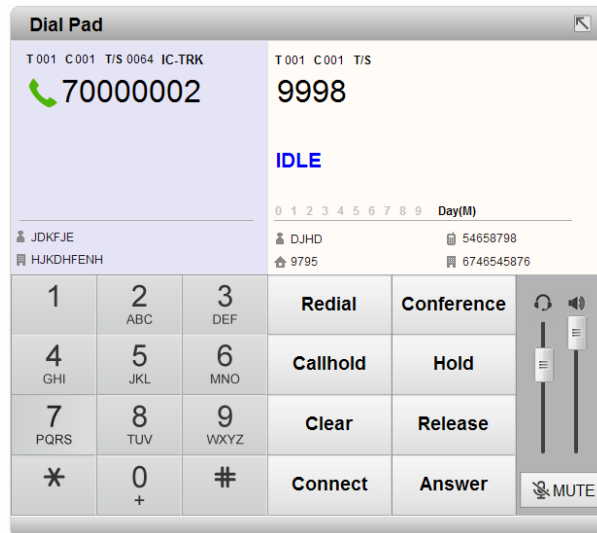 Dial Pad
T 001 C 001 T/S 0064 IC-TRK
70000002
JDKFJE
HJKDHFENH
T 001 C 001 T/S
9998
IDLE
0 1 2 3 4 5 6 7 8 9 Day(M)
DJHD 54658798
9795 6746545876
1 2 3 Redial Conference
ABC DEF
4 5 6 Callhold Hold
GHI JKL MNO
7 8 9 Clear Release
PQRS TUV WXYZ
* 0 # Connect Answer MUTE
+